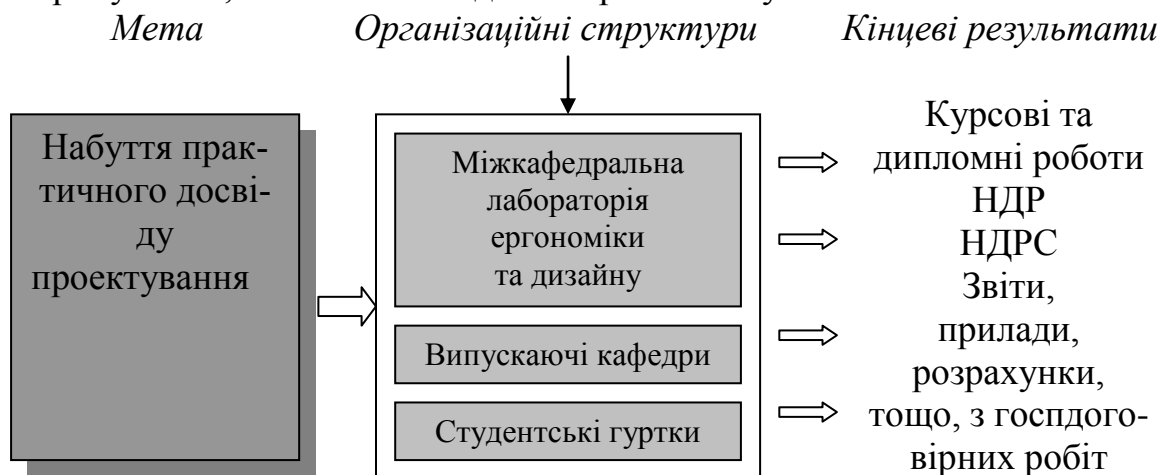 Мета Організаційні структури Кінцеві результати
Набуття прак-
тичного досві-
ду
проектування
Міжкафедральна
лабораторія
ергономіки
та дизайну
Випускаючі кафедри
Студентські гуртки
Курсові та
дипломні роботи
НДР
НДРС
Звіти,
прилади,
розрахунки,
тощо, з госпдого-
вірних робіт